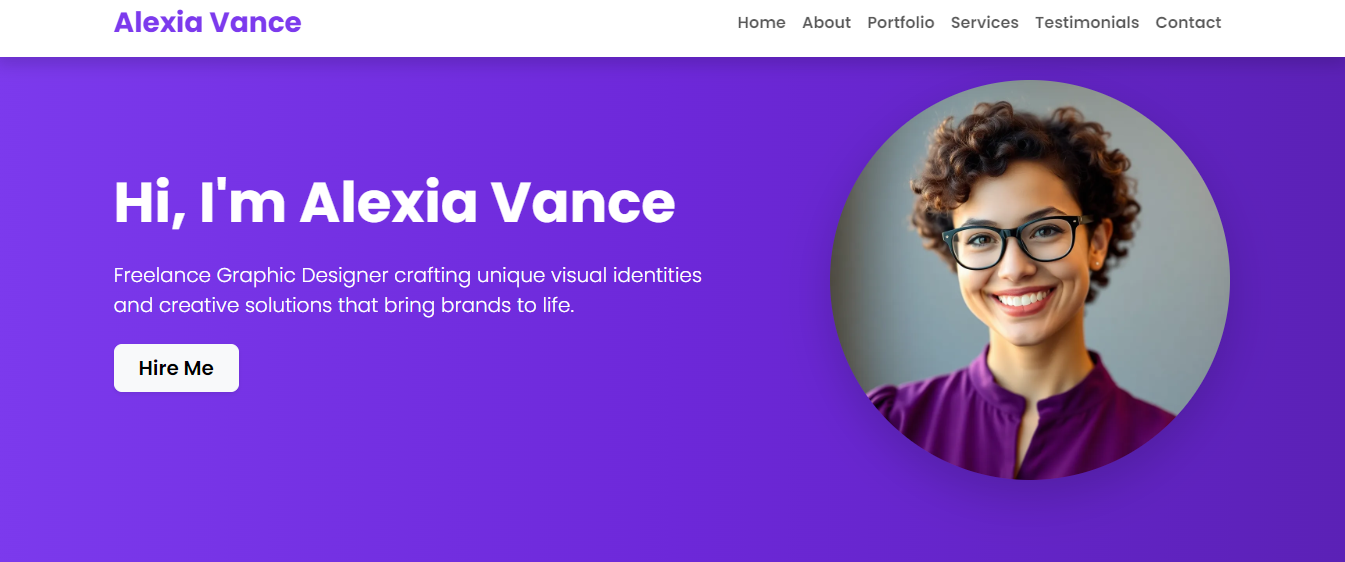 Alexia Vance
Home About Portfolio Services Testimonials Contact
Hi, I'm Alexia Vance
Freelance Graphic Designer crafting unique visual identities
and creative solutions that bring brands to life.
Hire Me